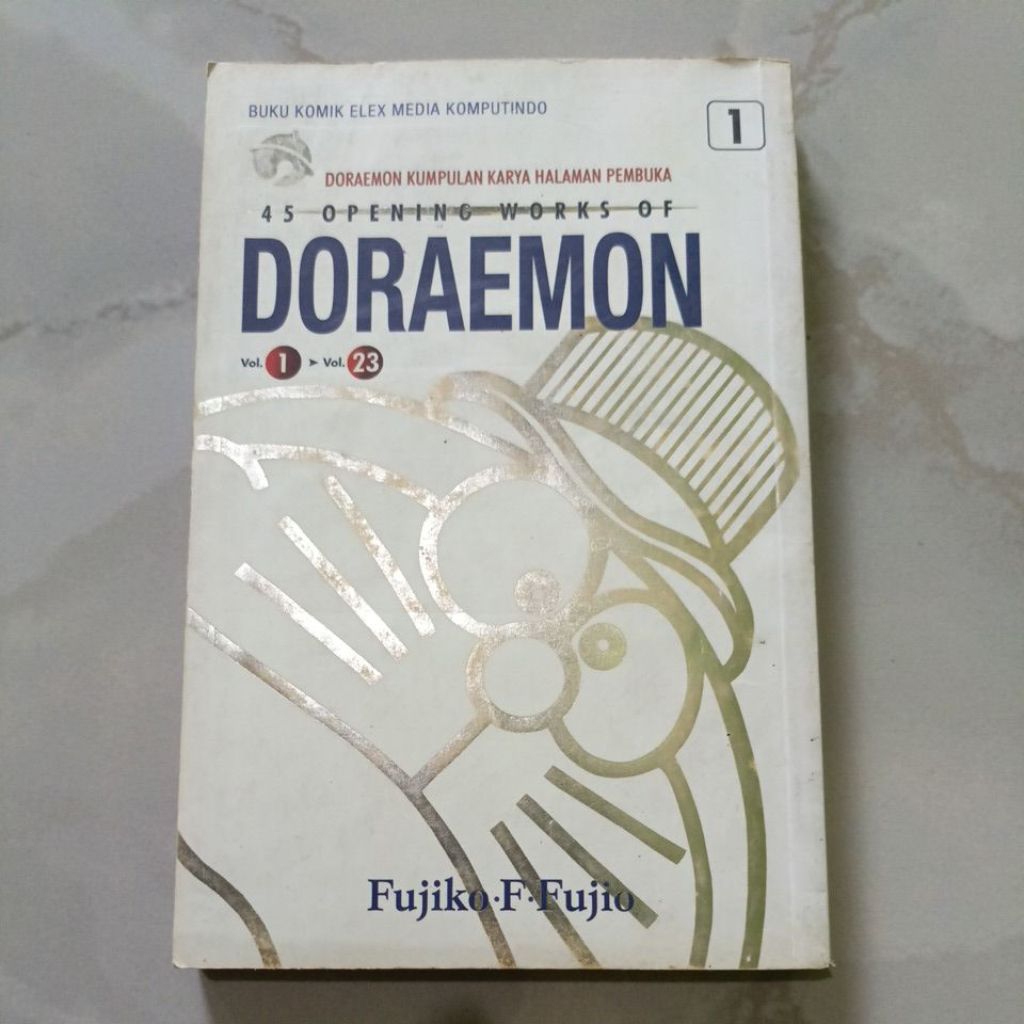 BUKU KOMIK ELEX MEDIA KOMPUTINDO
1
DORAEMON KUMPULAN KARYA HALAMAN PEMBUKA
45 OPENING WORKS OF
DORAEMON
Vol. 1 ➤ Vol. 23
Fujiko·F·Fujio